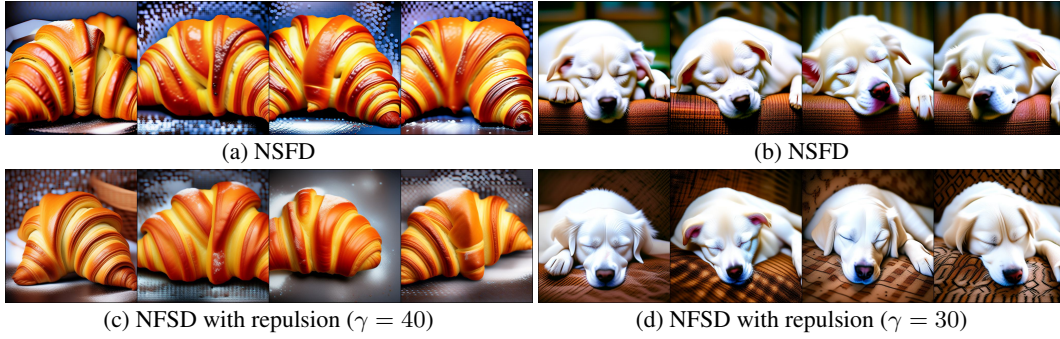 (a) NSFD
(b) NSFD
(c) NFSD with repulsion (γ = 40)
(d) NFSD with repulsion (γ = 30)